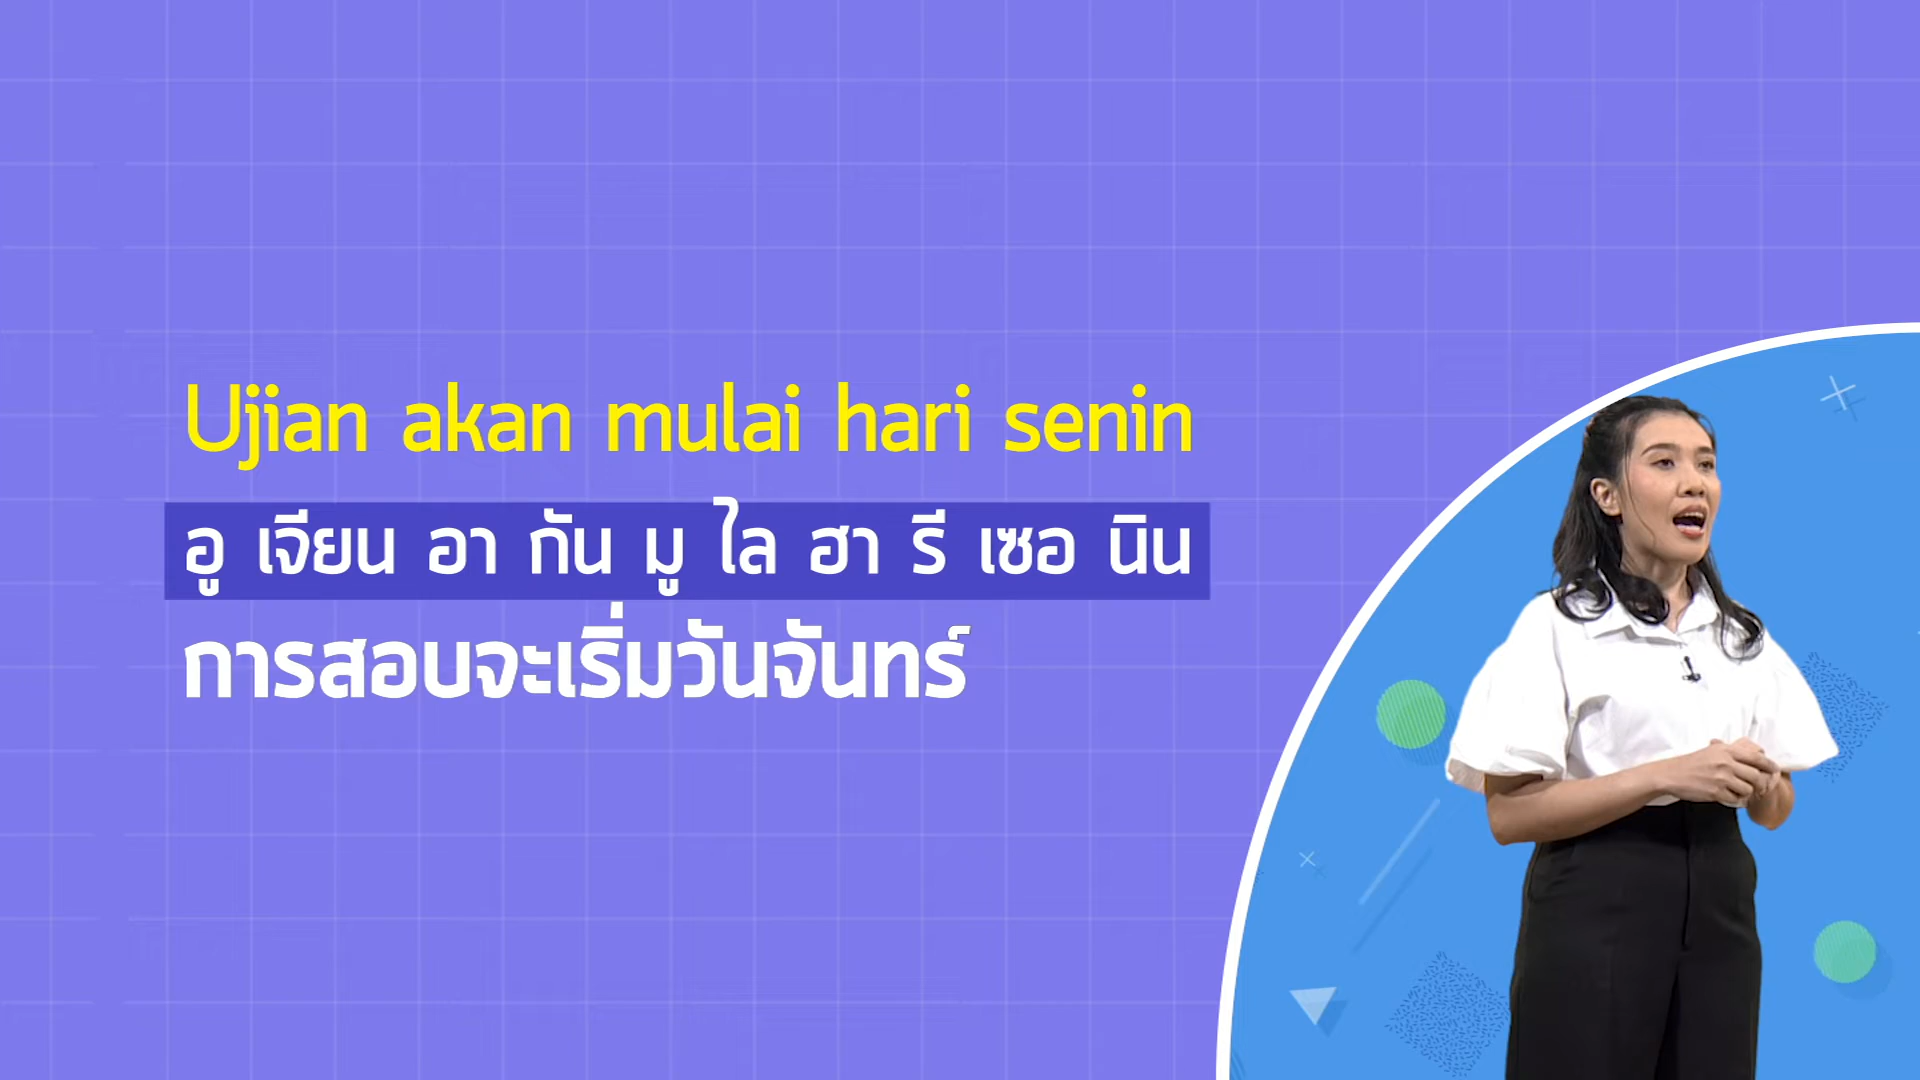 Ujian akan mulai hari senin
อู เจียน อา กัน มู ไล ฮา รี เซอ นิน
การสอบจะเริ่มวันจันทร์